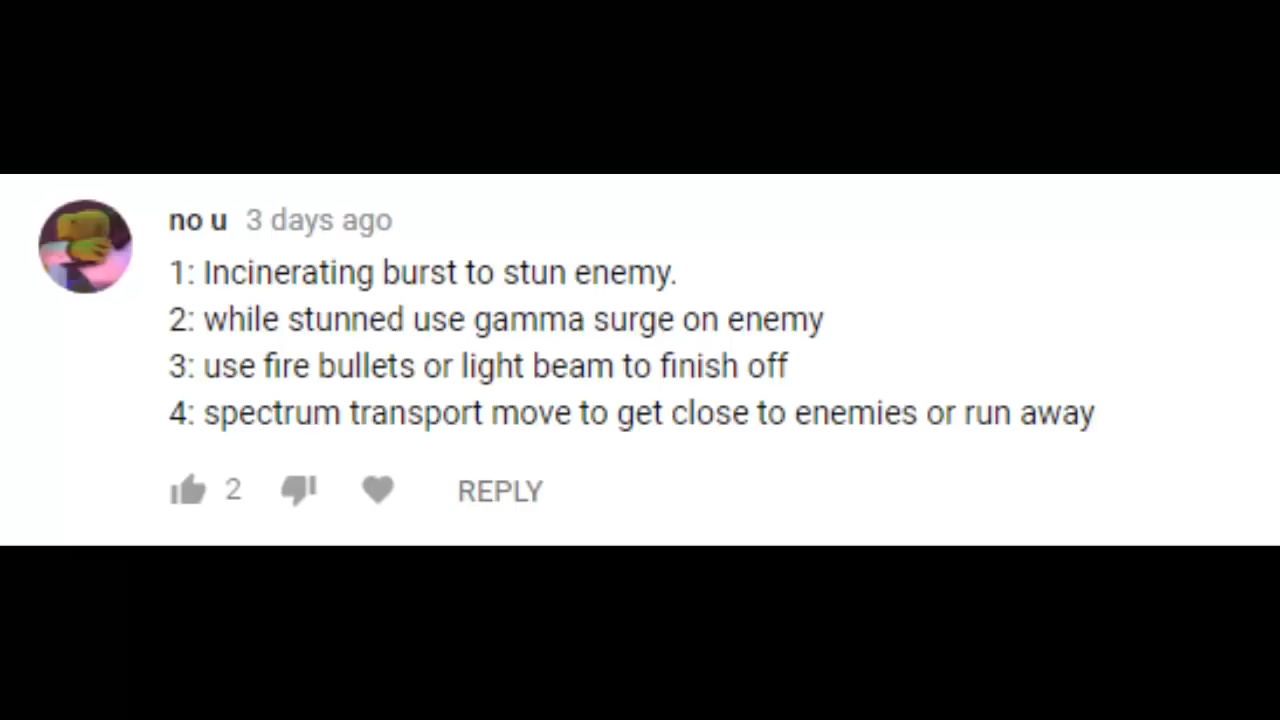 no u 3 days ago
1: Incinerating burst to stun enemy.
2: while stunned use gamma surge on enemy
3: use fire bullets or light beam to finish off
4: spectrum transport move to get close to enemies or run away
2 REPLY